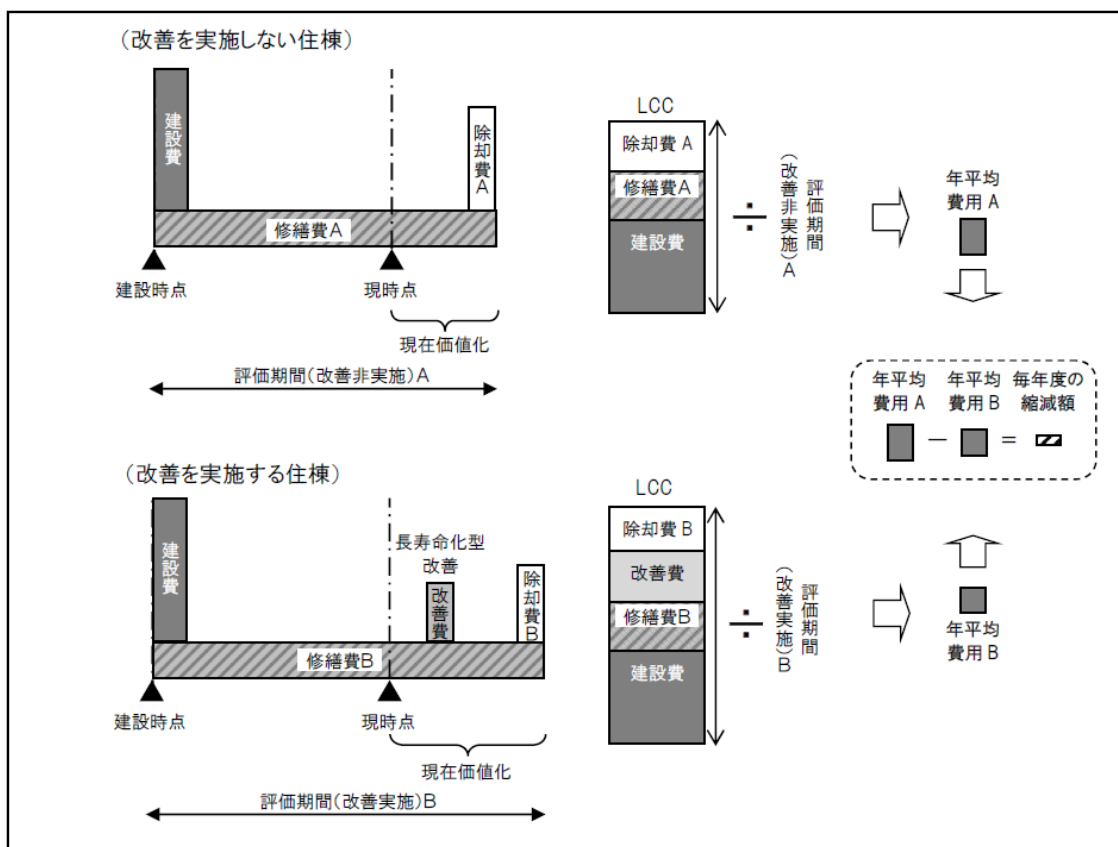 （改善を実施しない住棟）
建設費
除却費A
修繕費A
建設時点
現時点
現在価値化
評価期間(改善非実施)A
LCC
除却費 A
修繕費A
建設費
÷
評価期間
(改善非実施)A
年平均
費用 A
年平均
費用 A
年平均
費用 B
毎年度の
縮減額
－
＝
（改善を実施する住棟）
建設費
長寿命化型
改善
改善費
除却費B
修繕費B
建設時点
現時点
現在価値化
評価期間(改善実施)B
LCC
除却費 B
改善費
修繕費B
建設費
÷
評価期間
(改善実施)B
年平均
費用 B